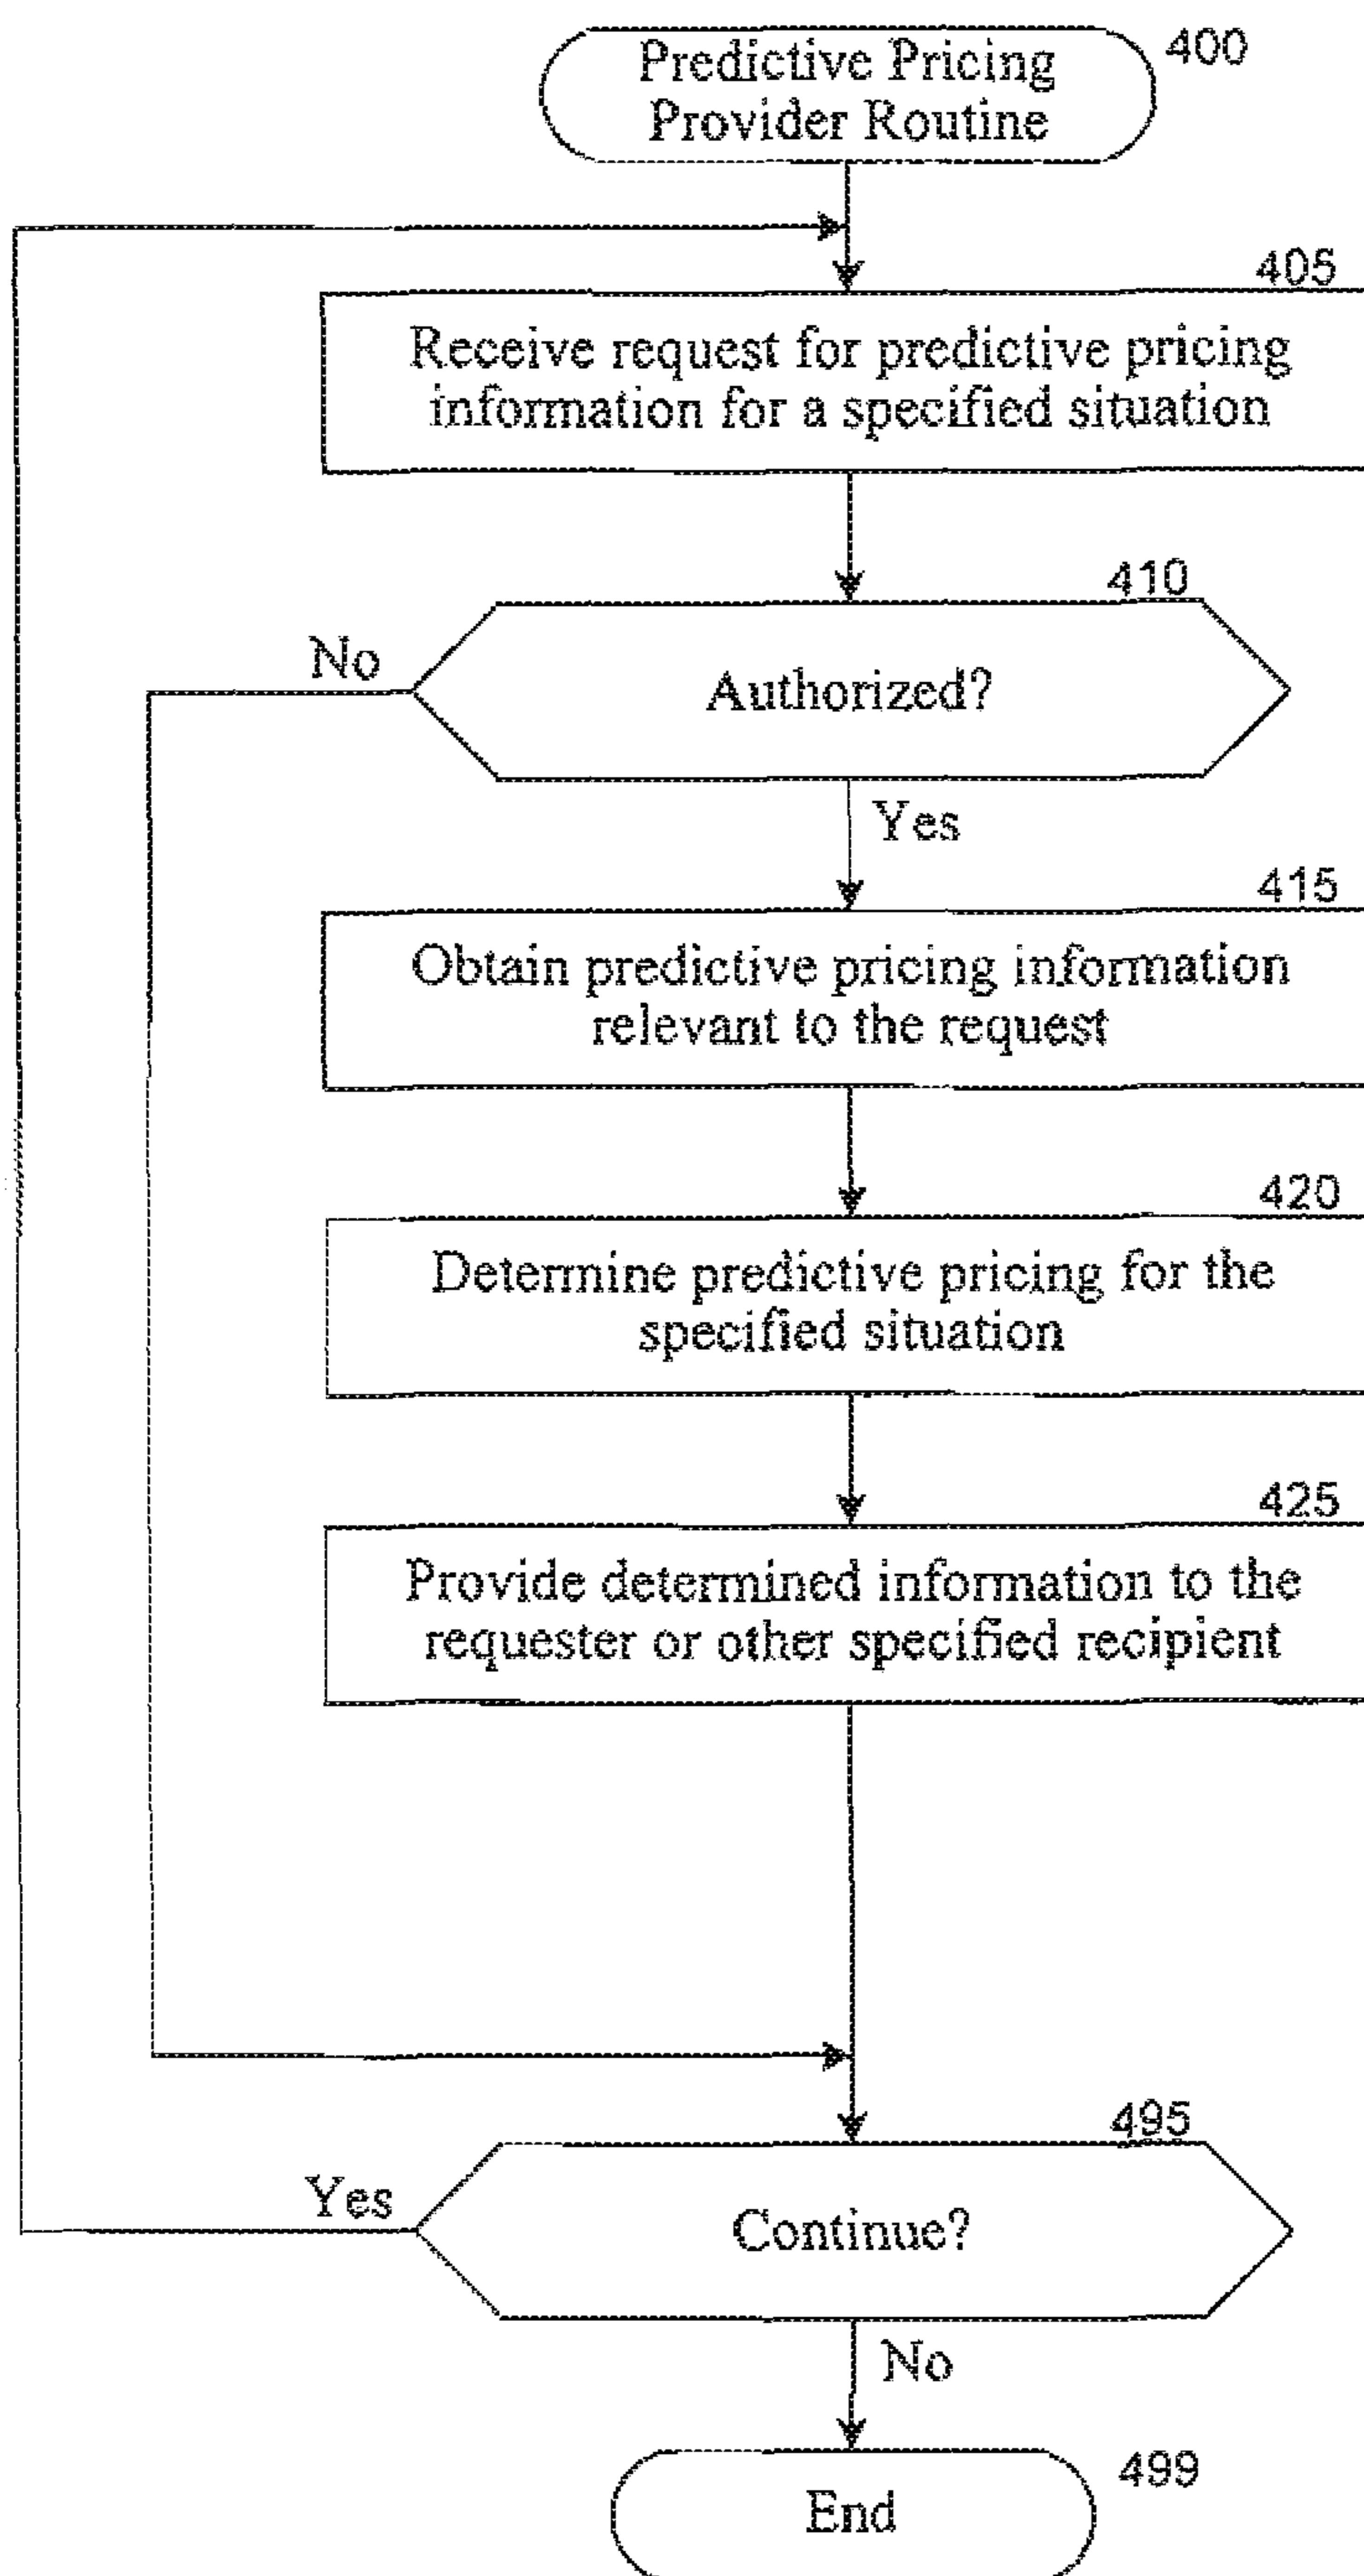 Predictive Pricing
Provider Routine
400
405
Receive request for predictive pricing
information for a specified situation
410
No
Authorized?
Yes
415
Obtain predictive pricing information
relevant to the request
420
Determine predictive pricing for the
specified situation
425
Provide determined information to the
requester or other specified recipient
495
Yes
Continue?
No
499
End